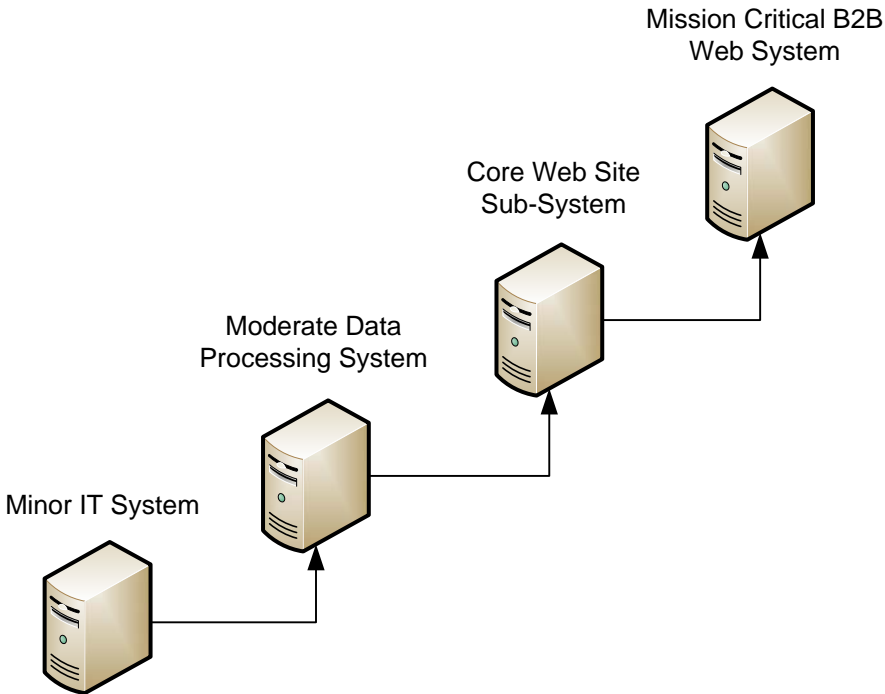 Mission Critical B2B
Web System
Core Web Site
Sub-System
Moderate Data
Processing System
Minor IT System